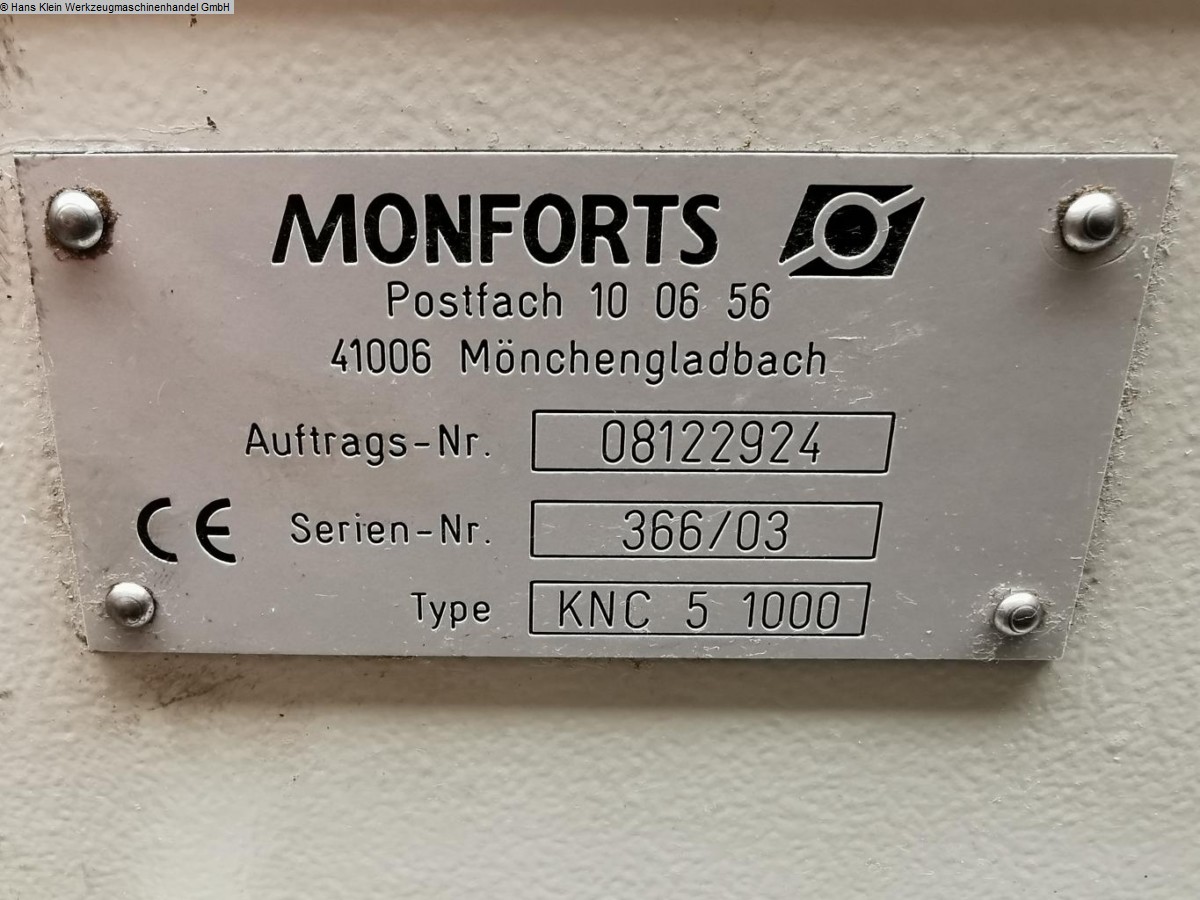 © Hans Klein Werkzeugmaschinenhandel GmbH
MONFORTS
Postfach 10 06 56
41006 Mönchengladbach
Auftrags-Nr. 08122924
CE Serien-Nr. 366/03
Type KNC 5 1000